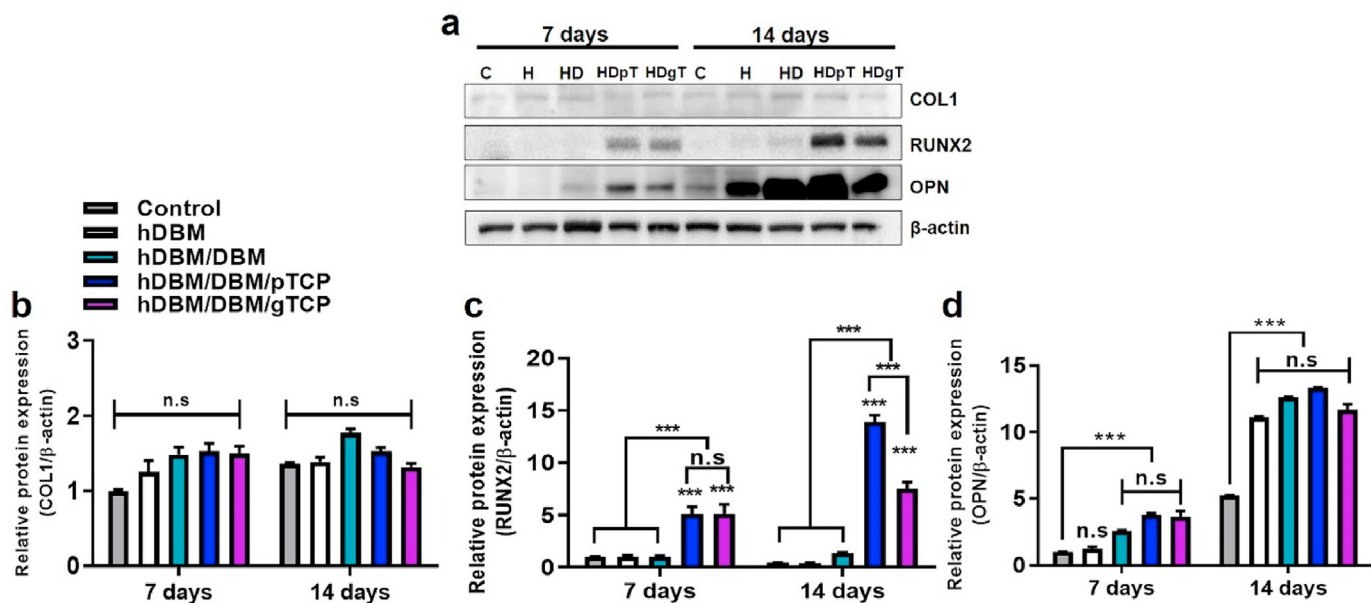 a
7 days 14 days
C H HD HDpT HDgT C H HD HDpT HDgT
COL1
RUNX2
OPN
β-actin
Control
hDBM
hDBM/DBM
hDBM/DBM/pTCP
hDBM/DBM/gTCP
b
Relative protein expression
(COL1/β-actin)
3
2
1
0
n.s n.s
7 days 14 days
c
Relative protein expression
(RUNX2/β-actin)
20
15
10
5
0
***
***
***
***
***
n.s
*** ***
7 days 14 days
d
Relative protein expression
(OPN/β-actin)
15
10
5
0
***
n.s
***
n.s
n.s
7 days 14 days